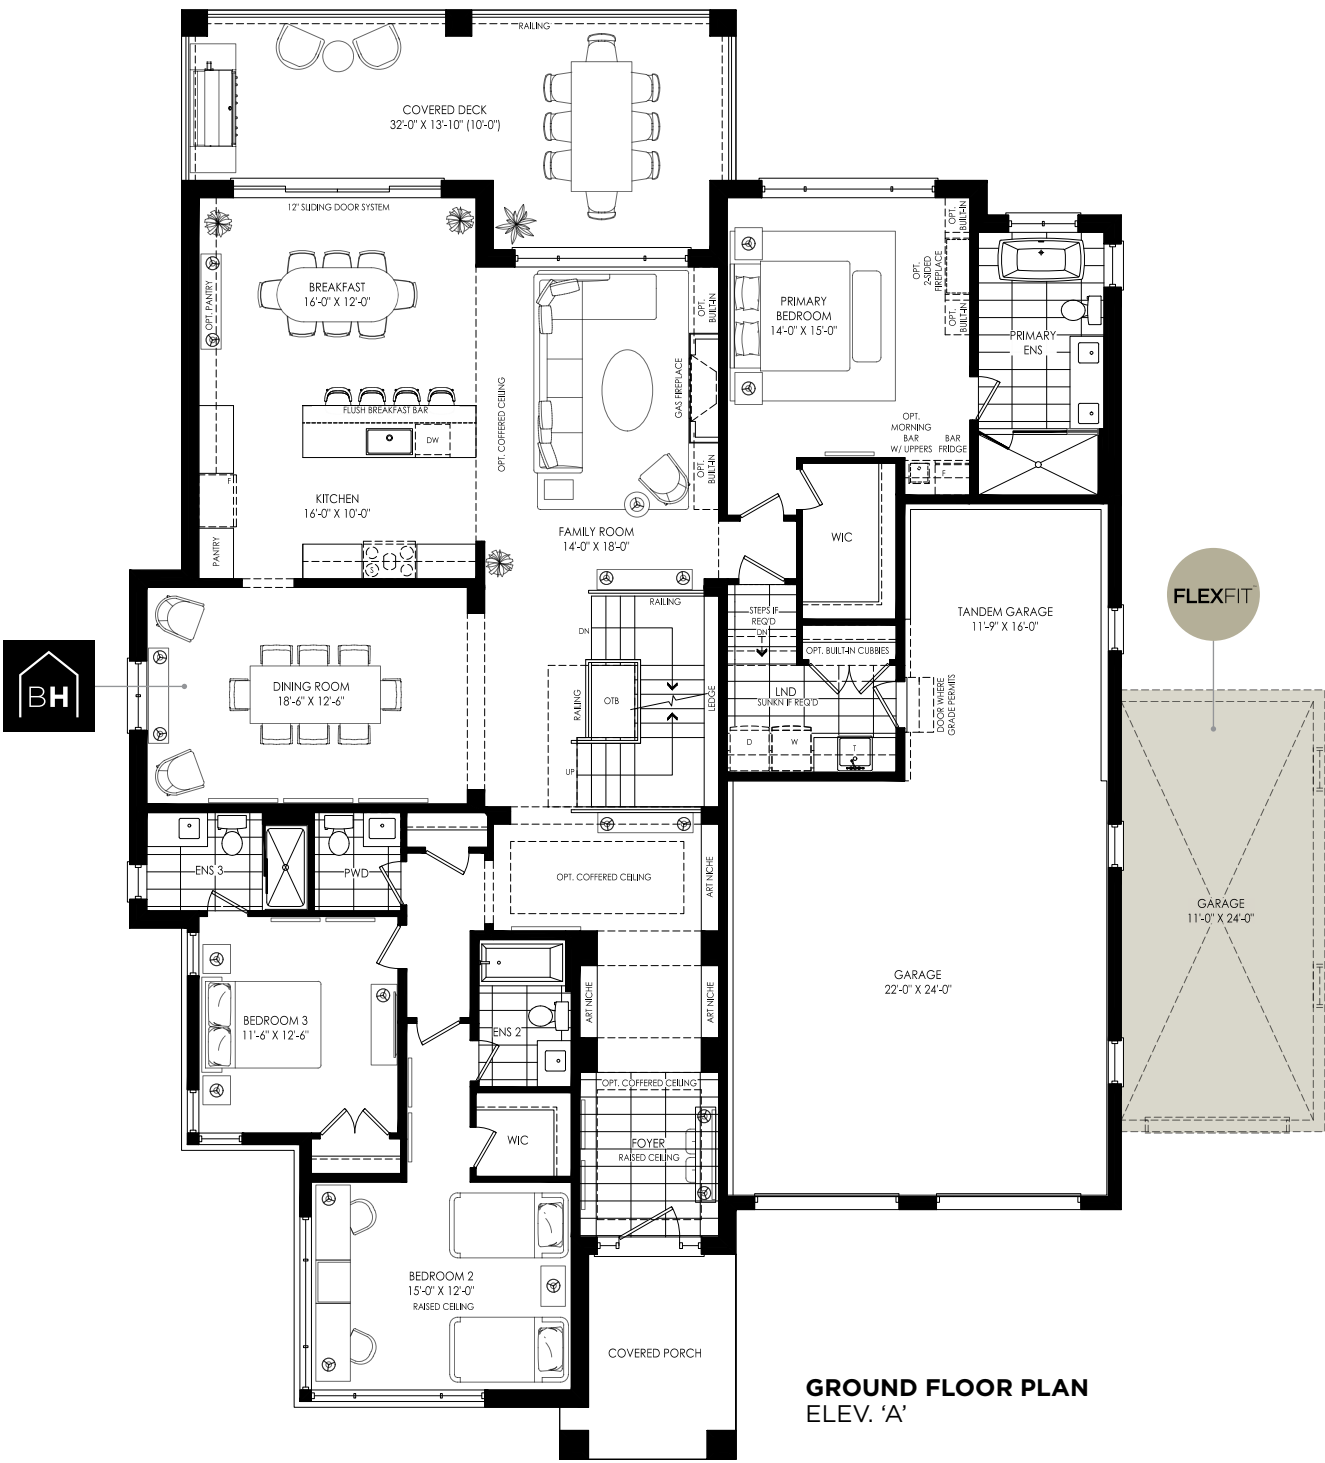 RAILING
COVERED DECK
32'-0" X 13'-10" (10'-0")
12' SLIDING DOOR SYSTEM
OPT. PANTRY
BREAKFAST
16'-0" X 12'-0"
FLUSH BREAKFAST BAR
DW
F
KITCHEN
16'-0" X 10'-0"
PANTRY
S
OPT. COFFERED CEILING
OPT.
BUILT-IN
GAS FIREPLACE
OPT.
BUILT-IN
FAMILY ROOM
14'-0" X 18'-0"
PRIMARY
BEDROOM
14'-0" X 15'-0"
OPT.
BUILT-IN
OPT.
2-SIDED
FIREPLACE
OPT.
BUILT-IN
PRIMARY
ENS
OPT.
MORNING
BAR
W/ UPPERS
BAR
FRIDGE
F
WIC
TANDEM GARAGE
11'-9" X 16'-0"
FLEXFIT
BH
DINING ROOM
18'-6" X 12'-6"
RAILING
DN
RAILING
OTB
LEDGE
UP
STEPS IF
REQ'D
DN
OPT. BUILT-IN CUBBIES
LND
SUNKN IF REQ'D
DOOR WHERE
GRADE PERMITS
D
W
T
ENS 3
PWD
OPT. COFFERED CEILING
ART NICHE
GARAGE
11'-0" X 24'-0"
GARAGE
22'-0" X 24'-0"
BEDROOM 3
11'-6" X 12'-6"
ENS 2
ART NICHE
ART NICHE
OPT. COFFERED CEILING
WIC
FOYER
RAISED CEILING
BEDROOM 2
15'-0" X 12'-0"
RAISED CEILING
COVERED PORCH
GROUND FLOOR PLAN
ELEV. ‘A’